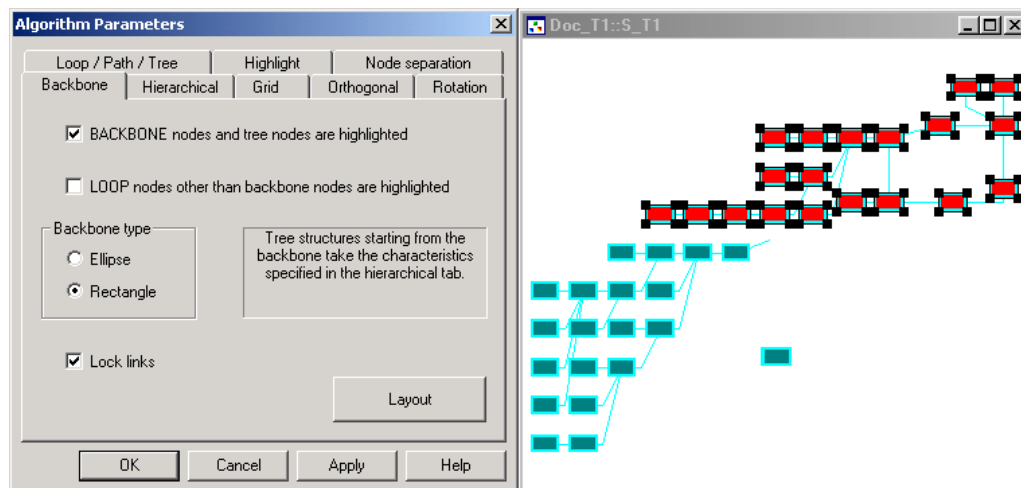 Algorithm Parameters
Loop / Path / Tree
Highlight
Node separation
Backbone
Hierarchical
Grid
Orthogonal
Rotation
BACKBONE nodes and tree nodes are highlighted
LOOP nodes other than backbone nodes are highlighted
Backbone type
Ellipse
Rectangle
Tree structures starting from the
backbone take the characteristics
specified in the hierarchical tab.
Lock links
Layout
OK
Cancel
Apply
Help
Doc_T1::S_T1